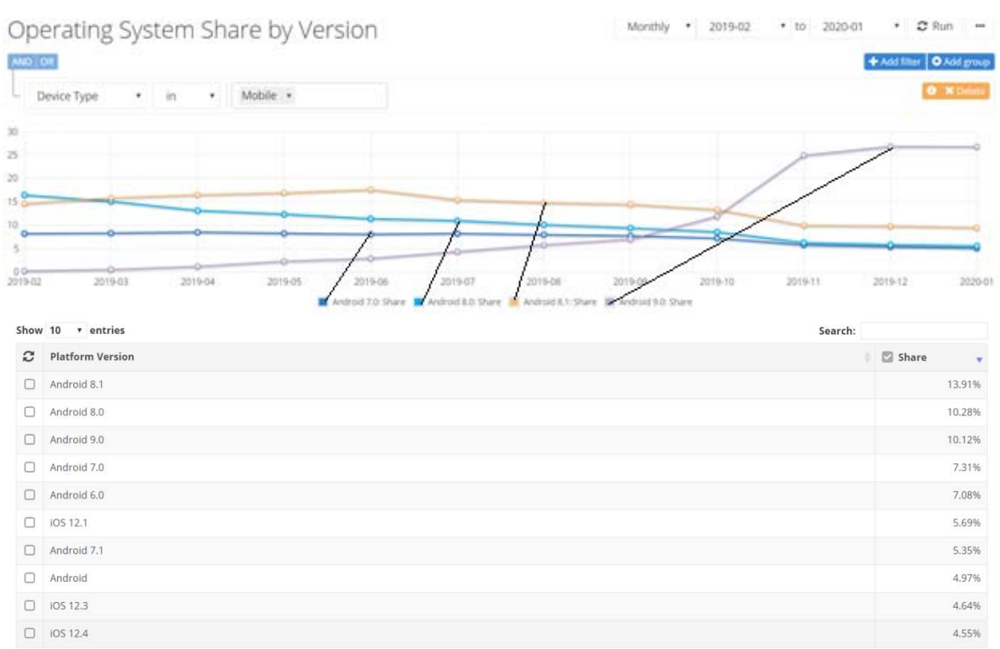 Operating System Share by Version
Monthly 2019-02 to 2020-01 Run
AND OR
Add filter Add group
Device Type in Mobile Delete
30
25
20
15
10
5
0
2019-02 2019-03 2019-04 2019-05 2019-06 2019-07 2019-08 2019-09 2019-10 2019-11 2019-12 2020-01
Android 7.0: Share Android 8.0: Share Android 8.1: Share Android 9.0: Share
Show 10 entries Search:
Platform Version Share
Android 8.1 13.91%
Android 8.0 10.28%
Android 9.0 10.12%
Android 7.0 7.31%
Android 6.0 7.08%
iOS 12.1 5.69%
Android 7.1 5.35%
Android 4.97%
iOS 12.3 4.64%
iOS 12.4 4.55%